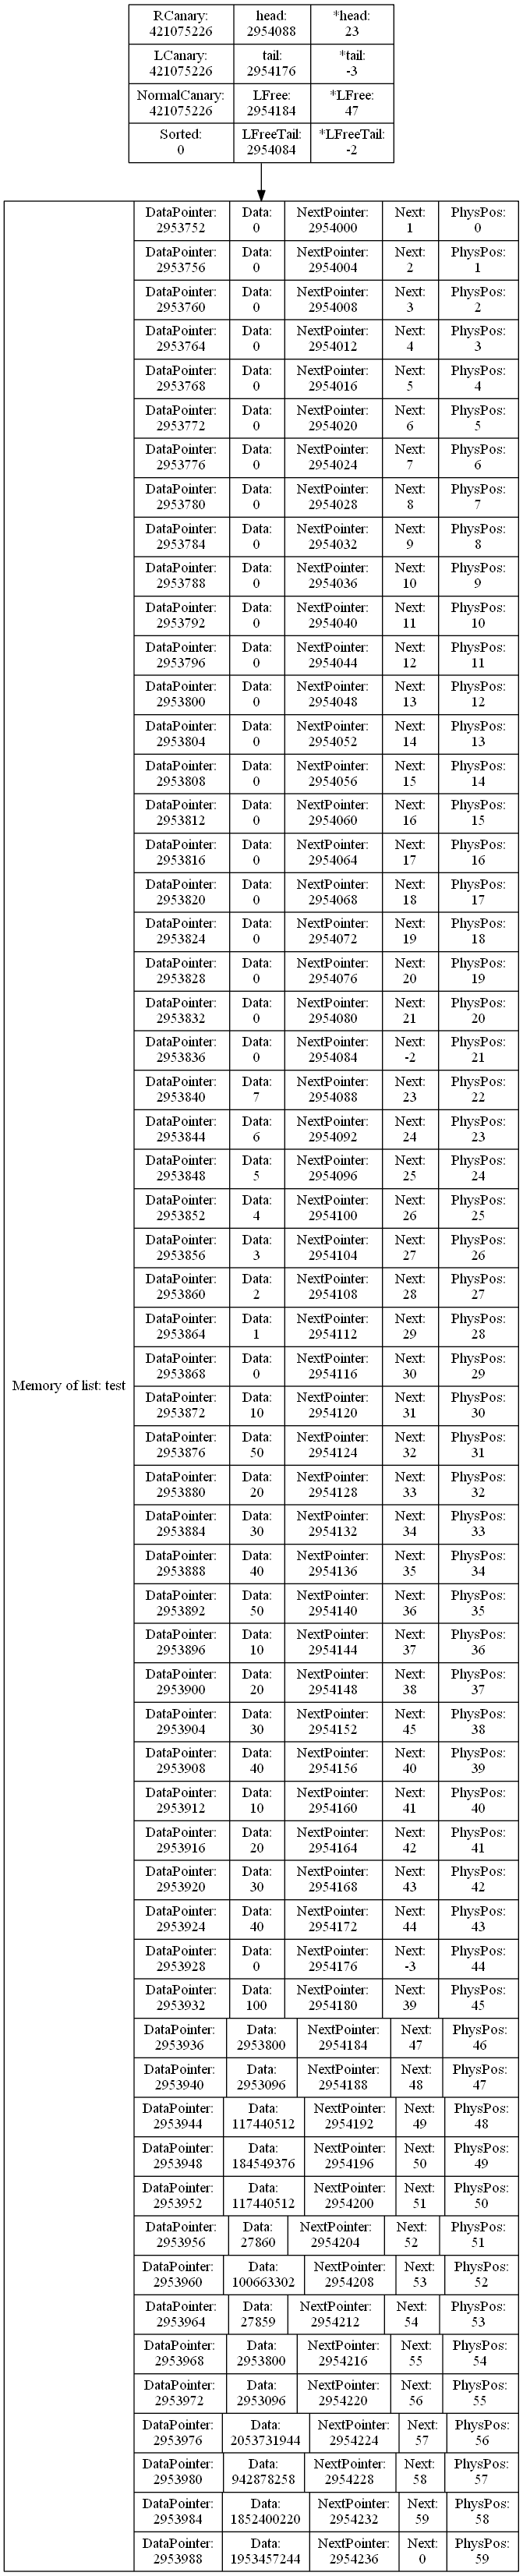 RCanary: head: *head:
421075226 2954088 23
LCanary: tail: *tail:
421075226 2954176 -3
NormalCanary: LFree: *LFree:
421075226 2954184 47
Sorted: LFreeTail: *LFreeTail:
0 2954084 -2
Memory of list: test
DataPointer: Data: NextPointer: Next: PhysPos:
2953752 0 2954000 1 0
DataPointer: Data: NextPointer: Next: PhysPos:
2953756 0 2954004 2 1
DataPointer: Data: NextPointer: Next: PhysPos:
2953760 0 2954008 3 2
DataPointer: Data: NextPointer: Next: PhysPos:
2953764 0 2954012 4 3
DataPointer: Data: NextPointer: Next: PhysPos:
2953768 0 2954016 5 4
DataPointer: Data: NextPointer: Next: PhysPos:
2953772 0 2954020 6 5
DataPointer: Data: NextPointer: Next: PhysPos:
2953776 0 2954024 7 6
DataPointer: Data: NextPointer: Next: PhysPos:
2953780 0 2954028 8 7
DataPointer: Data: NextPointer: Next: PhysPos:
2953784 0 2954032 9 8
DataPointer: Data: NextPointer: Next: PhysPos:
2953788 0 2954036 10 9
DataPointer: Data: NextPointer: Next: PhysPos:
2953792 0 2954040 11 10
DataPointer: Data: NextPointer: Next: PhysPos:
2953796 0 2954044 12 11
DataPointer: Data: NextPointer: Next: PhysPos:
2953800 0 2954048 13 12
DataPointer: Data: NextPointer: Next: PhysPos:
2953804 0 2954052 14 13
DataPointer: Data: NextPointer: Next: PhysPos:
2953808 0 2954056 15 14
DataPointer: Data: NextPointer: Next: PhysPos:
2953812 0 2954060 16 15
DataPointer: Data: NextPointer: Next: PhysPos:
2953816 0 2954064 17 16
DataPointer: Data: NextPointer: Next: PhysPos:
2953820 0 2954068 18 17
DataPointer: Data: NextPointer: Next: PhysPos:
2953824 0 2954072 19 18
DataPointer: Data: NextPointer: Next: PhysPos:
2953828 0 2954076 20 19
DataPointer: Data: NextPointer: Next: PhysPos:
2953832 0 2954080 21 20
DataPointer: Data: NextPointer: Next: PhysPos:
2953836 0 2954084 -2 21
DataPointer: Data: NextPointer: Next: PhysPos:
2953840 7 2954088 23 22
DataPointer: Data: NextPointer: Next: PhysPos:
2953844 6 2954092 24 23
DataPointer: Data: NextPointer: Next: PhysPos:
2953848 5 2954096 25 24
DataPointer: Data: NextPointer: Next: PhysPos:
2953852 4 2954100 26 25
DataPointer: Data: NextPointer: Next: PhysPos:
2953856 3 2954104 27 26
DataPointer: Data: NextPointer: Next: PhysPos:
2953860 2 2954108 28 27
DataPointer: Data: NextPointer: Next: PhysPos:
2953864 1 2954112 29 28
DataPointer: Data: NextPointer: Next: PhysPos:
2953868 0 2954116 30 29
DataPointer: Data: NextPointer: Next: PhysPos:
2953872 10 2954120 31 30
DataPointer: Data: NextPointer: Next: PhysPos:
2953876 50 2954124 32 31
DataPointer: Data: NextPointer: Next: PhysPos:
2953880 20 2954128 33 32
DataPointer: Data: NextPointer: Next: PhysPos:
2953884 30 2954132 34 33
DataPointer: Data: NextPointer: Next: PhysPos:
2953888 40 2954136 35 34
DataPointer: Data: NextPointer: Next: PhysPos:
2953892 50 2954140 36 35
DataPointer: Data: NextPointer: Next: PhysPos:
2953896 10 2954144 37 36
DataPointer: Data: NextPointer: Next: PhysPos:
2953900 20 2954148 38 37
DataPointer: Data: NextPointer: Next: PhysPos:
2953904 30 2954152 45 38
DataPointer: Data: NextPointer: Next: PhysPos:
2953908 40 2954156 40 39
DataPointer: Data: NextPointer: Next: PhysPos:
2953912 10 2954160 41 40
DataPointer: Data: NextPointer: Next: PhysPos:
2953916 20 2954164 42 41
DataPointer: Data: NextPointer: Next: PhysPos:
2953920 30 2954168 43 42
DataPointer: Data: NextPointer: Next: PhysPos:
2953924 40 2954172 44 43
DataPointer: Data: NextPointer: Next: PhysPos:
2953928 0 2954176 -3 44
DataPointer: Data: NextPointer: Next: PhysPos:
2953932 100 2954180 39 45
DataPointer: Data: NextPointer: Next: PhysPos:
2953936 2953800 2954184 47 46
DataPointer: Data: NextPointer: Next: PhysPos:
2953940 2953096 2954188 48 47
DataPointer: Data: NextPointer: Next: PhysPos:
2953944 117440512 2954192 49 48
DataPointer: Data: NextPointer: Next: PhysPos:
2953948 184549376 2954196 50 49
DataPointer: Data: NextPointer: Next: PhysPos:
2953952 117440512 2954200 51 50
DataPointer: Data: NextPointer: Next: PhysPos:
2953956 27860 2954204 52 51
DataPointer: Data: NextPointer: Next: PhysPos:
2953960 100663302 2954208 53 52
DataPointer: Data: NextPointer: Next: PhysPos:
2953964 27859 2954212 54 53
DataPointer: Data: NextPointer: Next: PhysPos:
2953968 2953800 2954216 55 54
DataPointer: Data: NextPointer: Next: PhysPos:
2953972 2953096 2954220 56 55
DataPointer: Data: NextPointer: Next: PhysPos:
2953976 2053731944 2954224 57 56
DataPointer: Data: NextPointer: Next: PhysPos:
2953980 942878258 2954228 58 57
DataPointer: Data: NextPointer: Next: PhysPos:
2953984 1852400220 2954232 59 58
DataPointer: Data: NextPointer: Next: PhysPos:
2953988 1953457244 2954236 0 59